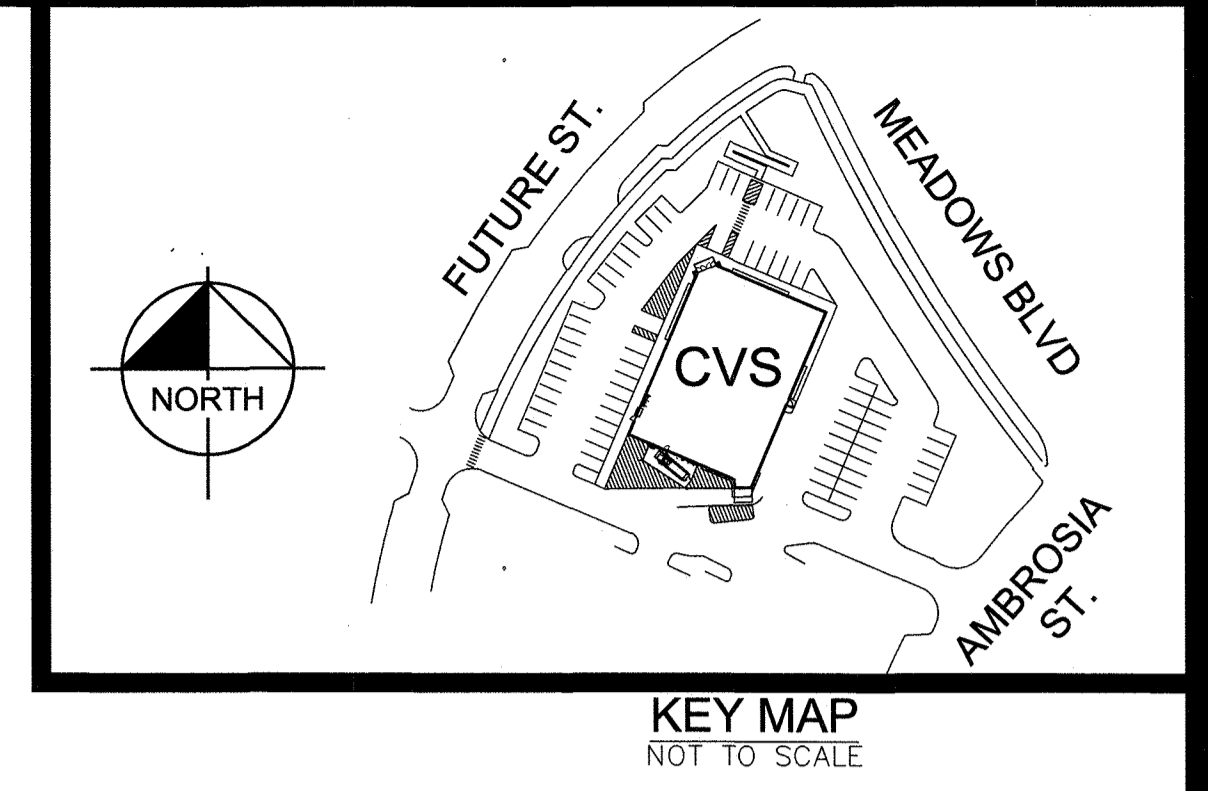 FUTURE ST.
MEADOWS BLVD
NORTH
CVS
AMBROSIA
ST.
KEY MAP
NOT TO SCALE